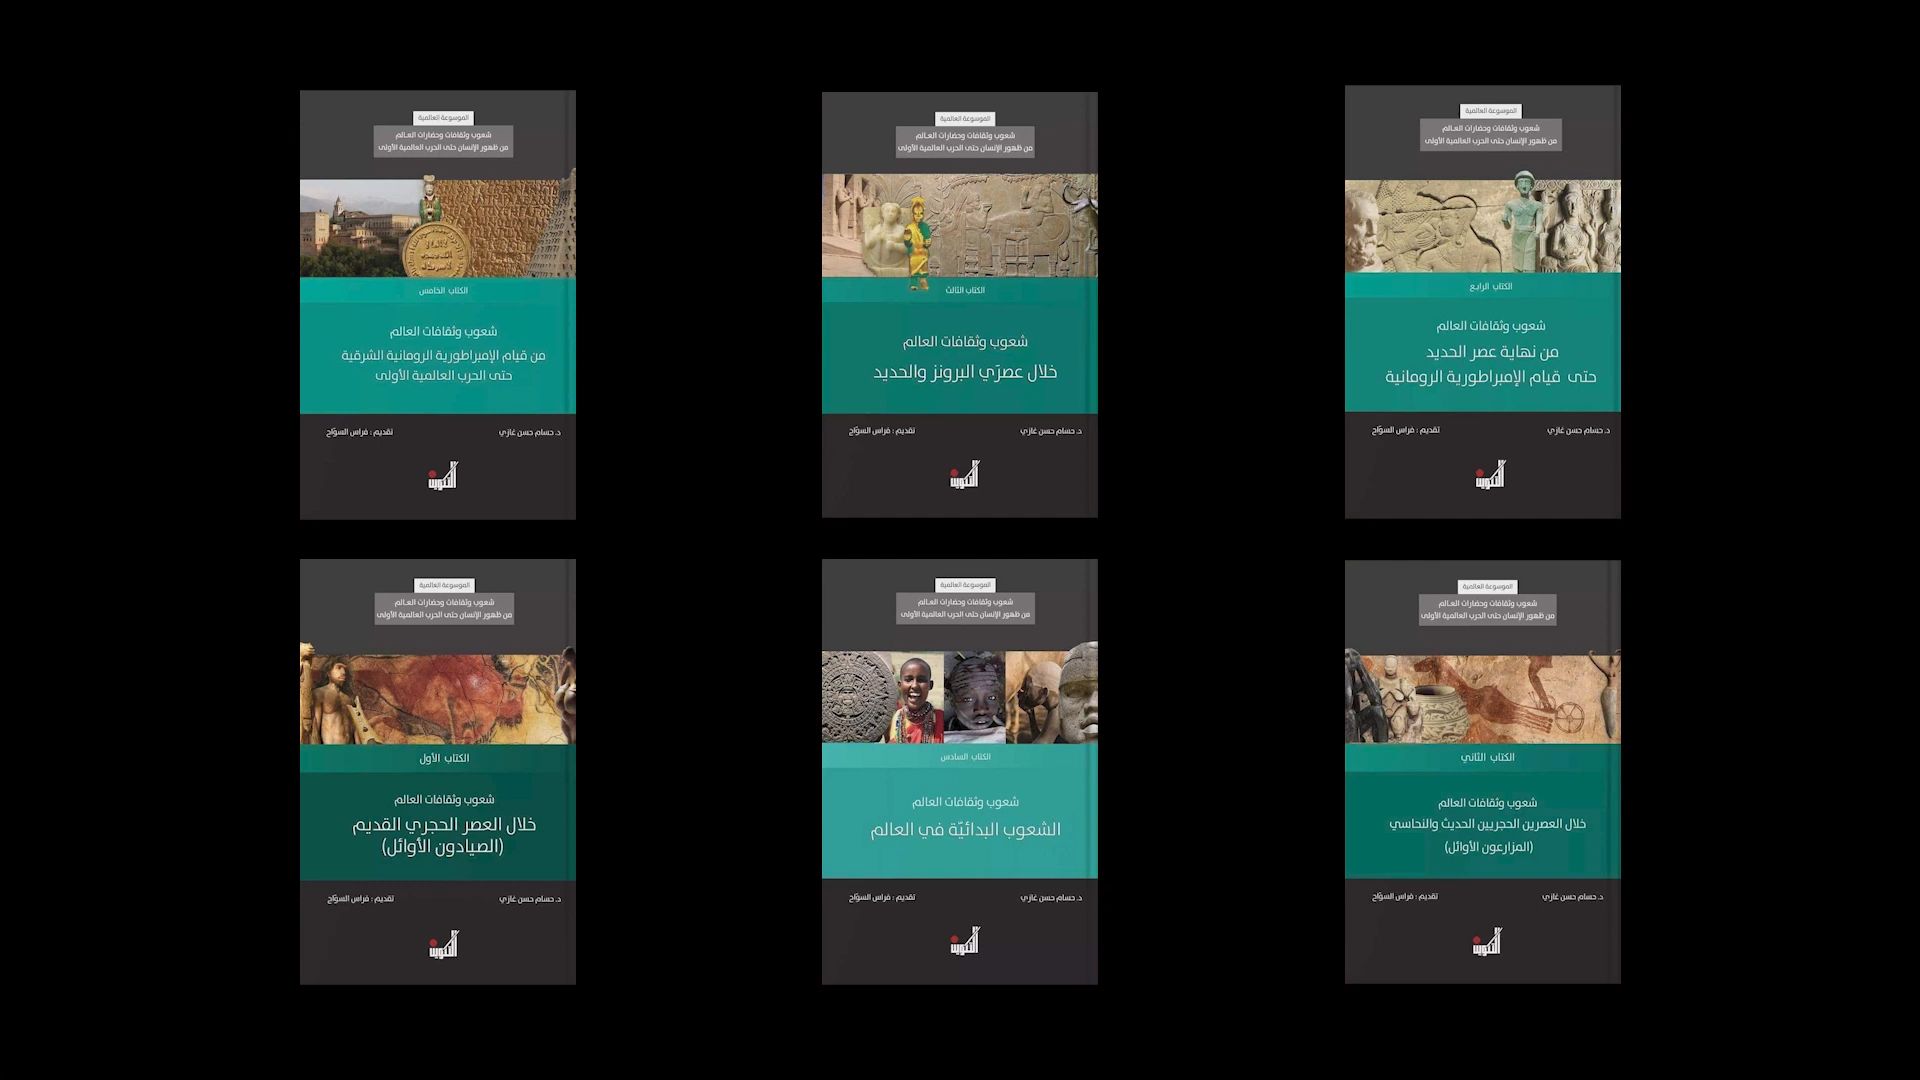 الموسوعة العالمية
شعوب وثقافات وحضارات العالم
من ظهور الإنسان حتى الحرب العالمية الأولى
الكتاب الرابع
شعوب وثقافات العالم
من نهاية عصر الحديد
حتى قيام الإمبراطورية الرومانية
د. حسام حسن غازي
تقديم : فراس السوّاح
التكوين
الموسوعة العالمية
شعوب وثقافات وحضارات العالم
من ظهور الإنسان حتى الحرب العالمية الأولى
الكتاب الثالث
شعوب وثقافات العالم
خلال عصرَي البرونز والحديد
د. حسام حسن غازي
تقديم : فراس السوّاح
التكوين
الموسوعة العالمية
شعوب وثقافات وحضارات العالم
من ظهور الإنسان حتى الحرب العالمية الأولى
الكتاب الخامس
شعوب وثقافات العالم
من قيام الإمبراطورية الرومانية الشرقية
حتى الحرب العالمية الأولى
د. حسام حسن غازي
تقديم : فراس السوّاح
التكوين
الموسوعة العالمية
شعوب وثقافات وحضارات العالم
من ظهور الإنسان حتى الحرب العالمية الأولى
الكتاب الثاني
شعوب وثقافات العالم
خلال العصرين الحجريين الحديث والنحاسي
(المزارعون الأوائل)
د. حسام حسن غازي
تقديم : فراس السوّاح
التكوين
الموسوعة العالمية
شعوب وثقافات وحضارات العالم
من ظهور الإنسان حتى الحرب العالمية الأولى
الكتاب السادس
شعوب وثقافات العالم
الشعوب البدائيّة في العالم
د. حسام حسن غازي
تقديم : فراس السوّاح
التكوين
الموسوعة العالمية
شعوب وثقافات وحضارات العالم
من ظهور الإنسان حتى الحرب العالمية الأولى
الكتاب الأول
شعوب وثقافات العالم
خلال العصر الحجري القديم
(الصيادون الأوائل)
د. حسام حسن غازي
تقديم : فراس السوّاح
التكوين